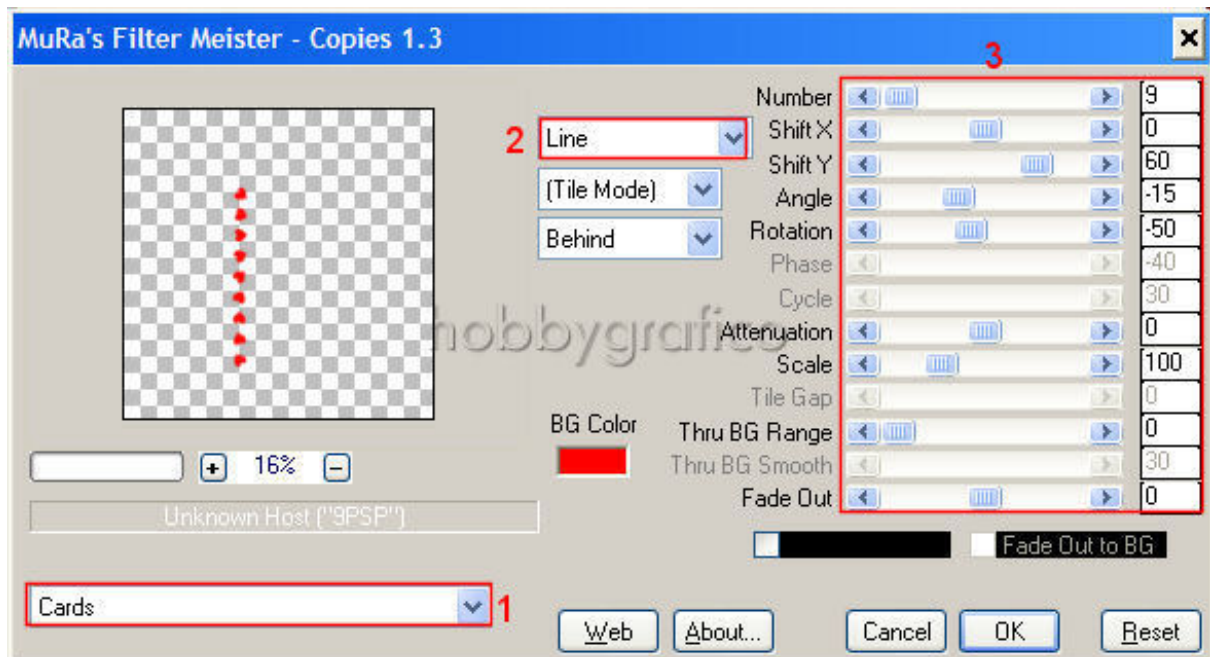 MuRa's Filter Meister - Copies 1.3
3
Number 9
2 Line
Shift X 0
Shift Y 60
(Tile Mode)
Angle -15
Behind
Rotation -50
Phase -40
Cycle 30
hobbygrafics
Attenuation 0
Scale 100
Tile Gap 0
BG Color
Thru BG Range 0
+ 16% -
Thru BG Smooth 30
Unknown Host ("9PSP")
Fade Out 0
Fade Out to BG
Cards 1
Web About... Cancel OK Reset